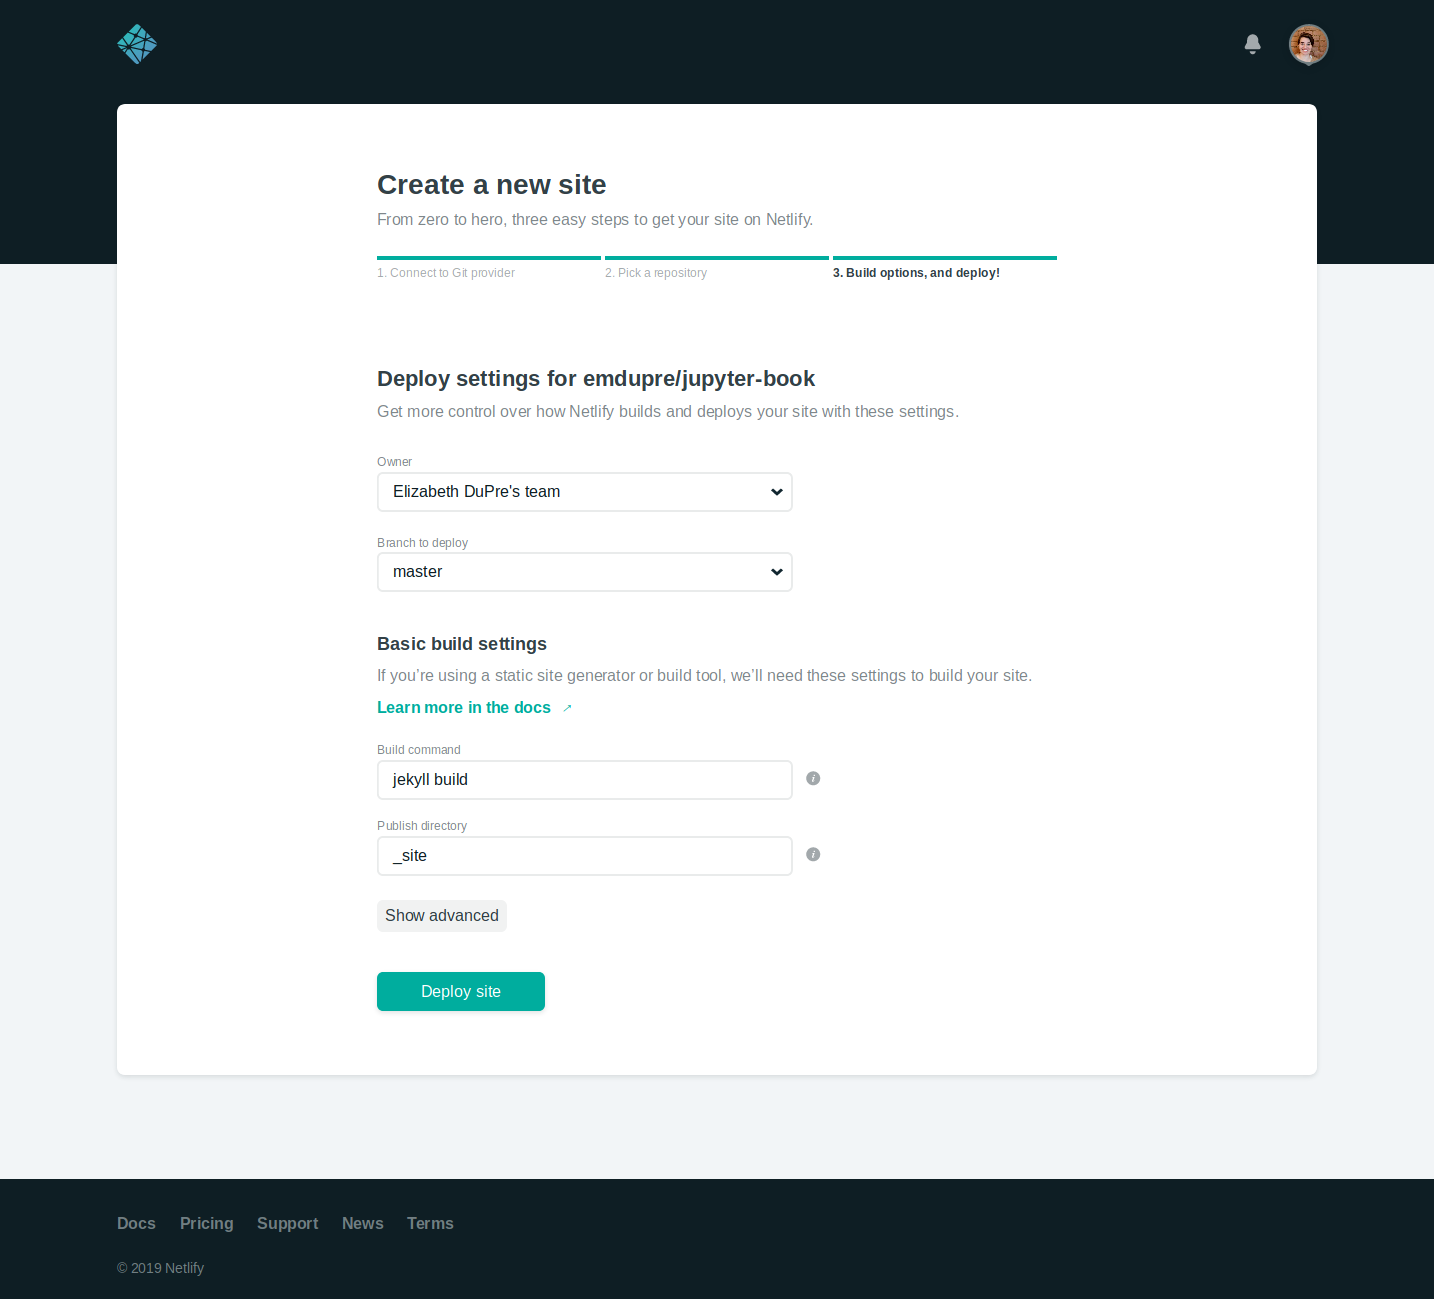 Create a new site
From zero to hero, three easy steps to get your site on Netlify.
1. Connect to Git provider
2. Pick a repository
3. Build options, and deploy!
Deploy settings for emdupre/jupyter-book
Get more control over how Netlify builds and deploys your site with these settings.
Owner
Elizabeth DuPre's team
Branch to deploy
master
Basic build settings
If you’re using a static site generator or build tool, we’ll need these settings to build your site.
Learn more in the docs →
Build command
jekyll build
Publish directory
_site
Show advanced
Deploy site
Docs Pricing Support News Terms
© 2019 Netlify